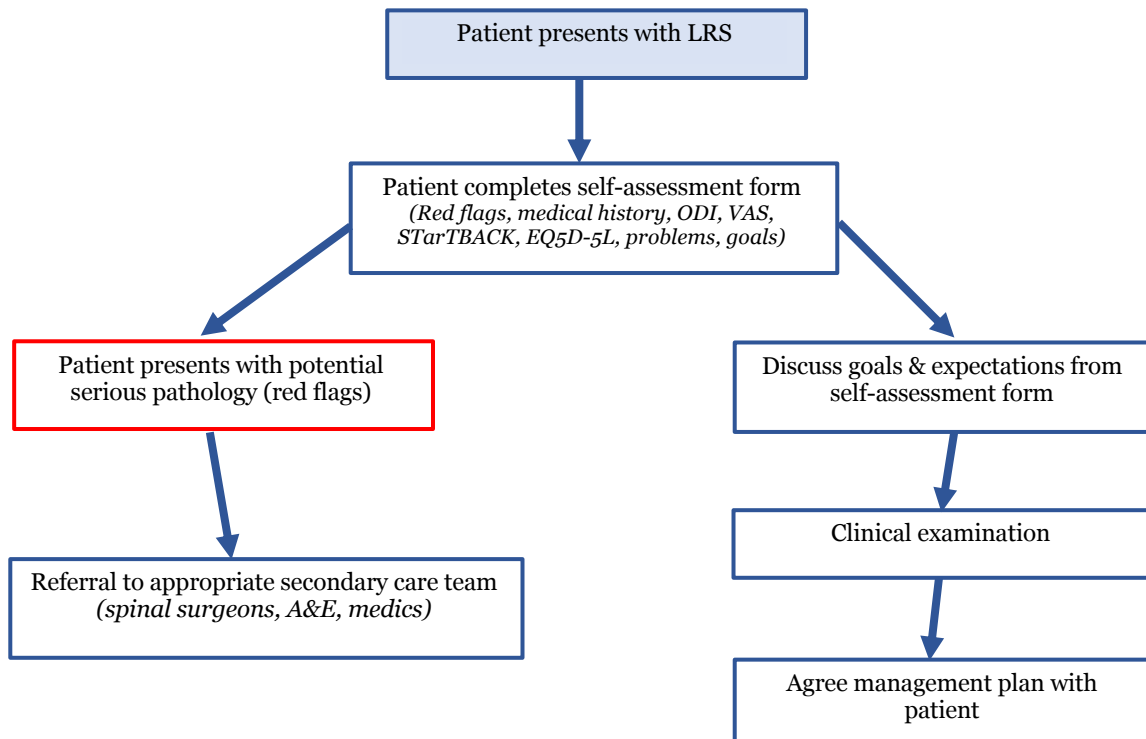 Patient presents with LRS
Patient completes self-assessment form
(Red flags, medical history, ODI, VAS,
STarTBACK, EQ5D-5L, problems, goals)
Patient presents with potential
serious pathology (red flags)
Referral to appropriate secondary care team
(spinal surgeons, A&E, medics)
Discuss goals & expectations from
self-assessment form
Clinical examination
Agree management plan with
patient